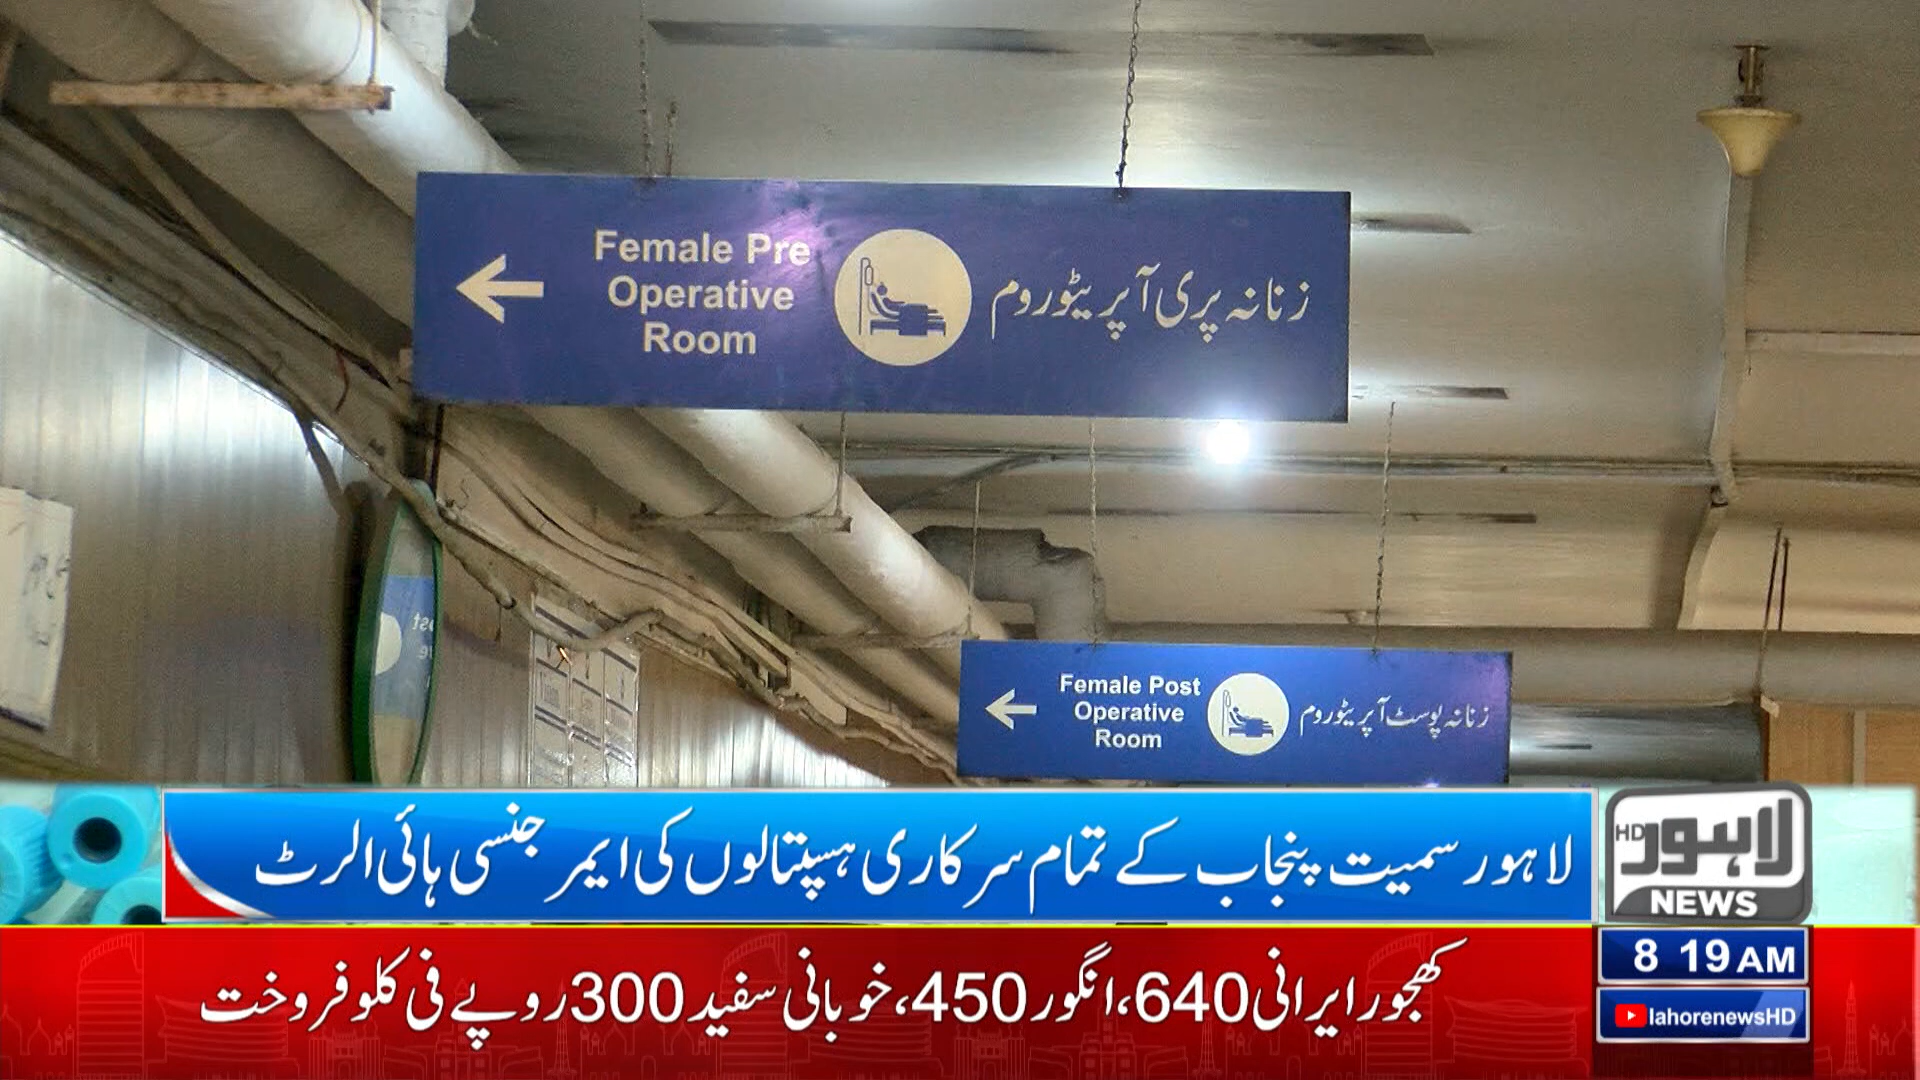 Female Pre
Operative
Room
زنانہ پری آپریٹو روم
Female Post
Operative
Room
زنانہ پوسٹ آپریٹو روم
لاہور سمیت پنجاب کے تمام سرکاری ہسپتالوں کی ایمرجنسی ہائی الرٹ
لاہور
HD
NEWS
کھجور ایرانی 640، انگور 450، خوبانی سفید 300 روپے فی کلو فروخت
8 19 AM
lahorenewsHD